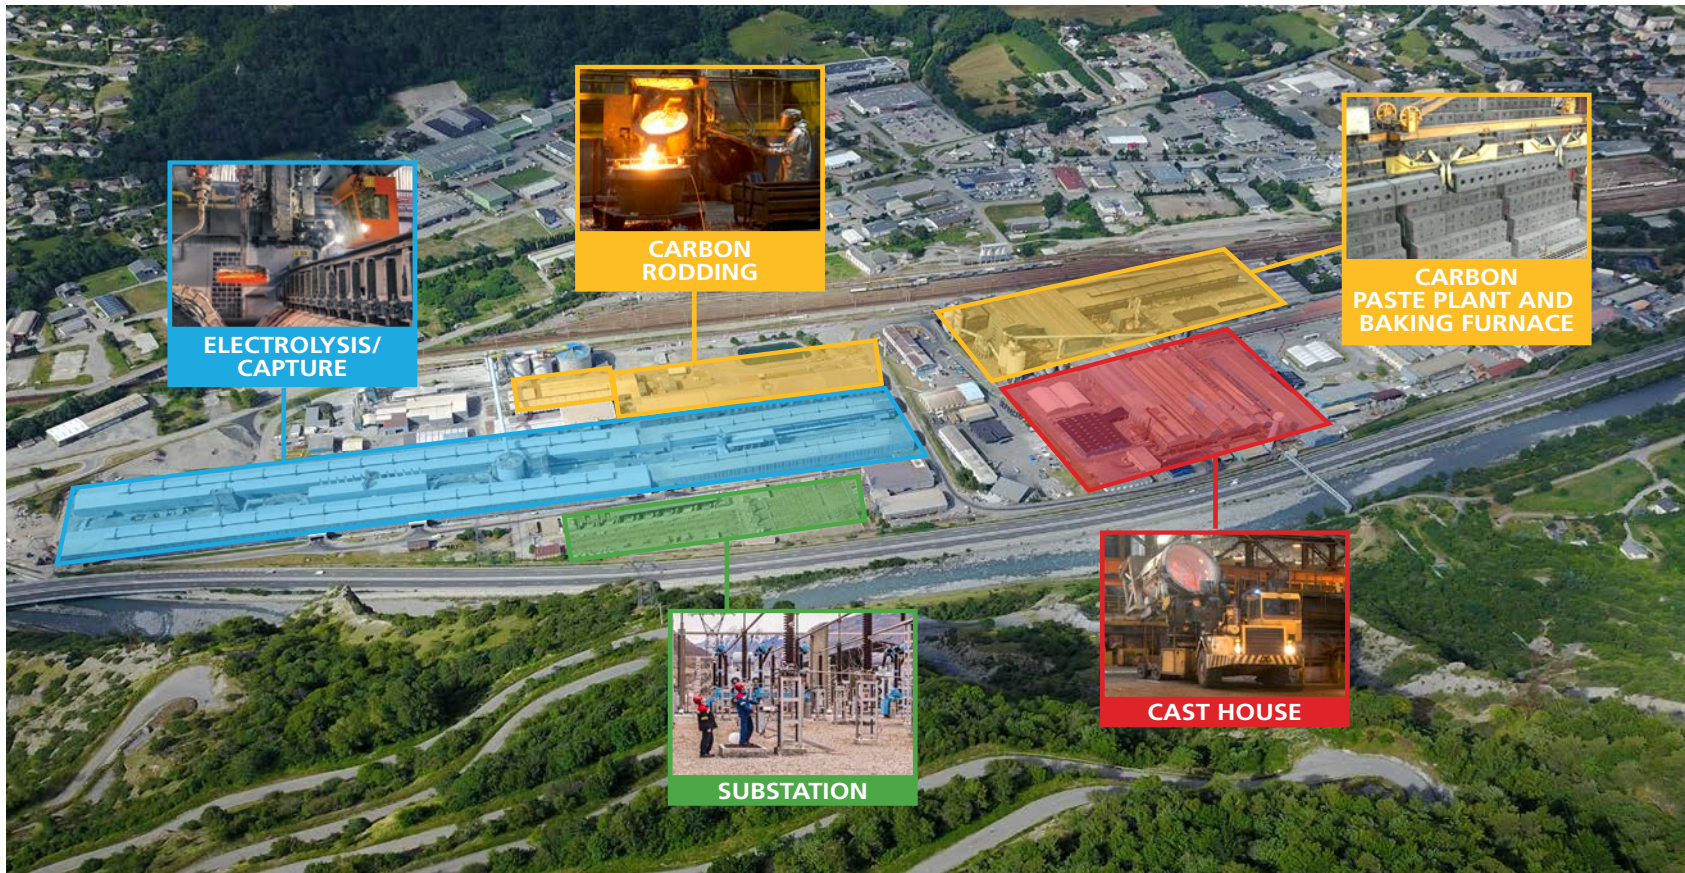 CARBON
RODDING
CARBON
PASTE PLANT AND
BAKING FURNACE
ELECTROLYSIS/
CAPTURE
CAST HOUSE
SUBSTATION